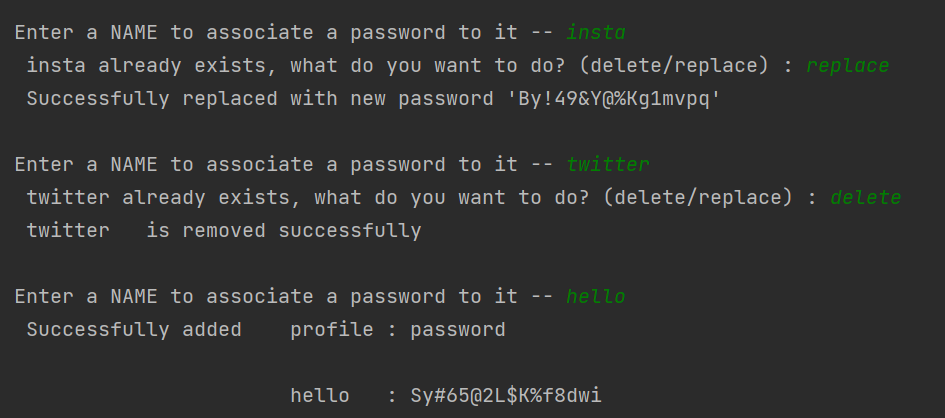 Enter a NAME to associate a password to it -- insta
insta already exists, what do you want to do? (delete/replace) : replace
Successfully replaced with new password 'By!49&Y@%Kg1mvpq'
Enter a NAME to associate a password to it -- twitter
twitter already exists, what do you want to do? (delete/replace) : delete
twitter   is removed successfully
Enter a NAME to associate a password to it -- hello
Successfully added    profile : password
hello   : Sy#65@2L$K%f8dwi